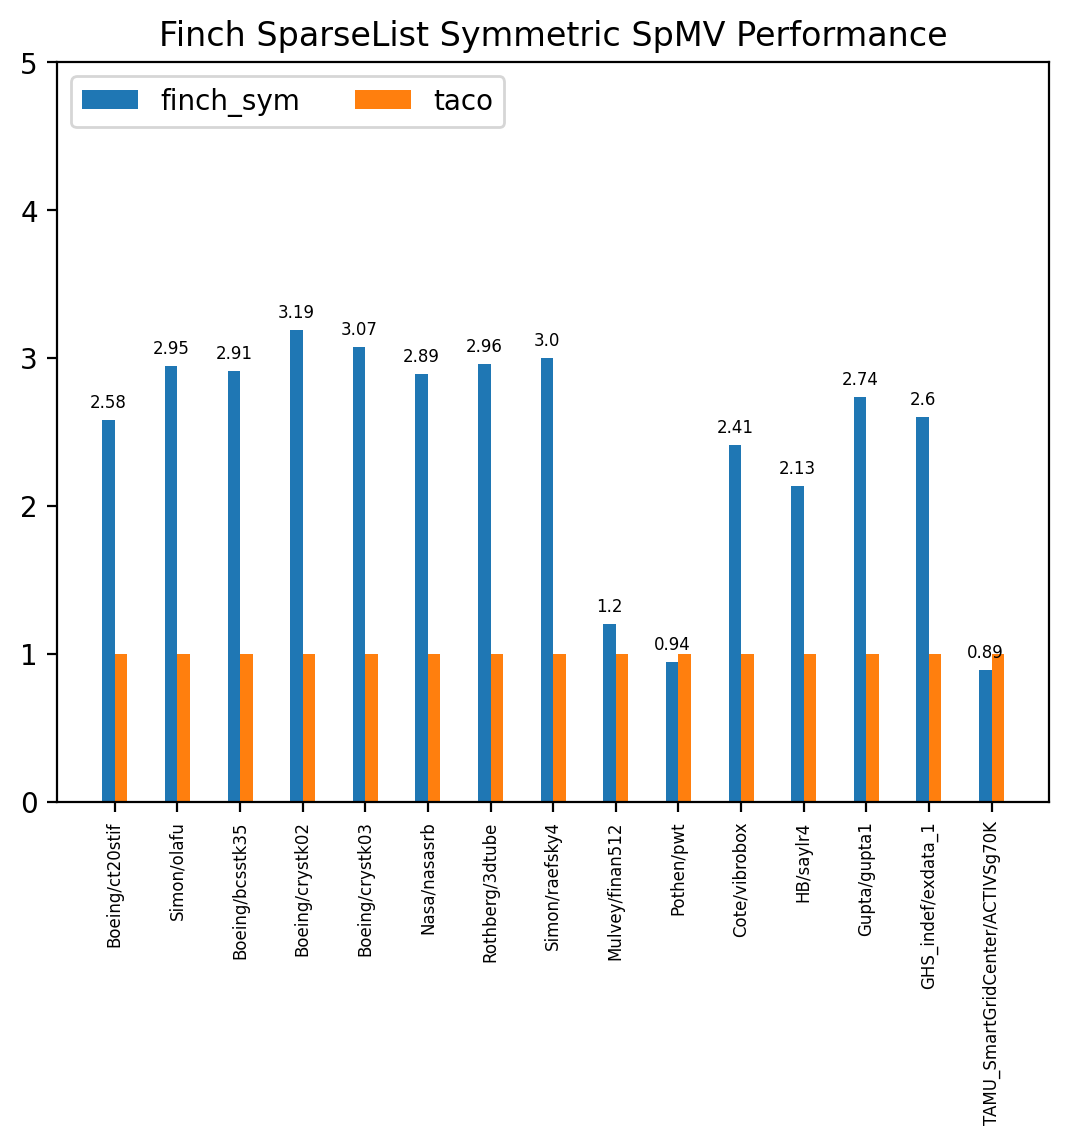 Finch SparseList Symmetric SpMV Performance
finch_sym taco
5
4
3
2
1
0
2.58
2.95
2.91
3.19
3.07
2.89
2.96
3.0
1.2
0.94
2.41
2.13
2.74
2.6
0.89
Boeing/ct20stif
Simon/olafu
Boeing/bcsstk35
Boeing/crystk02
Boeing/crystk03
Nasa/nasasrb
Rothberg/3dtube
Simon/raefsky4
Mulvey/finan512
Pothen/pwt
Cote/vibrobox
HB/saylr4
Gupta/gupta1
GHS_indef/exdata_1
TAMU_SmartGridCenter/ACTIVSg70K